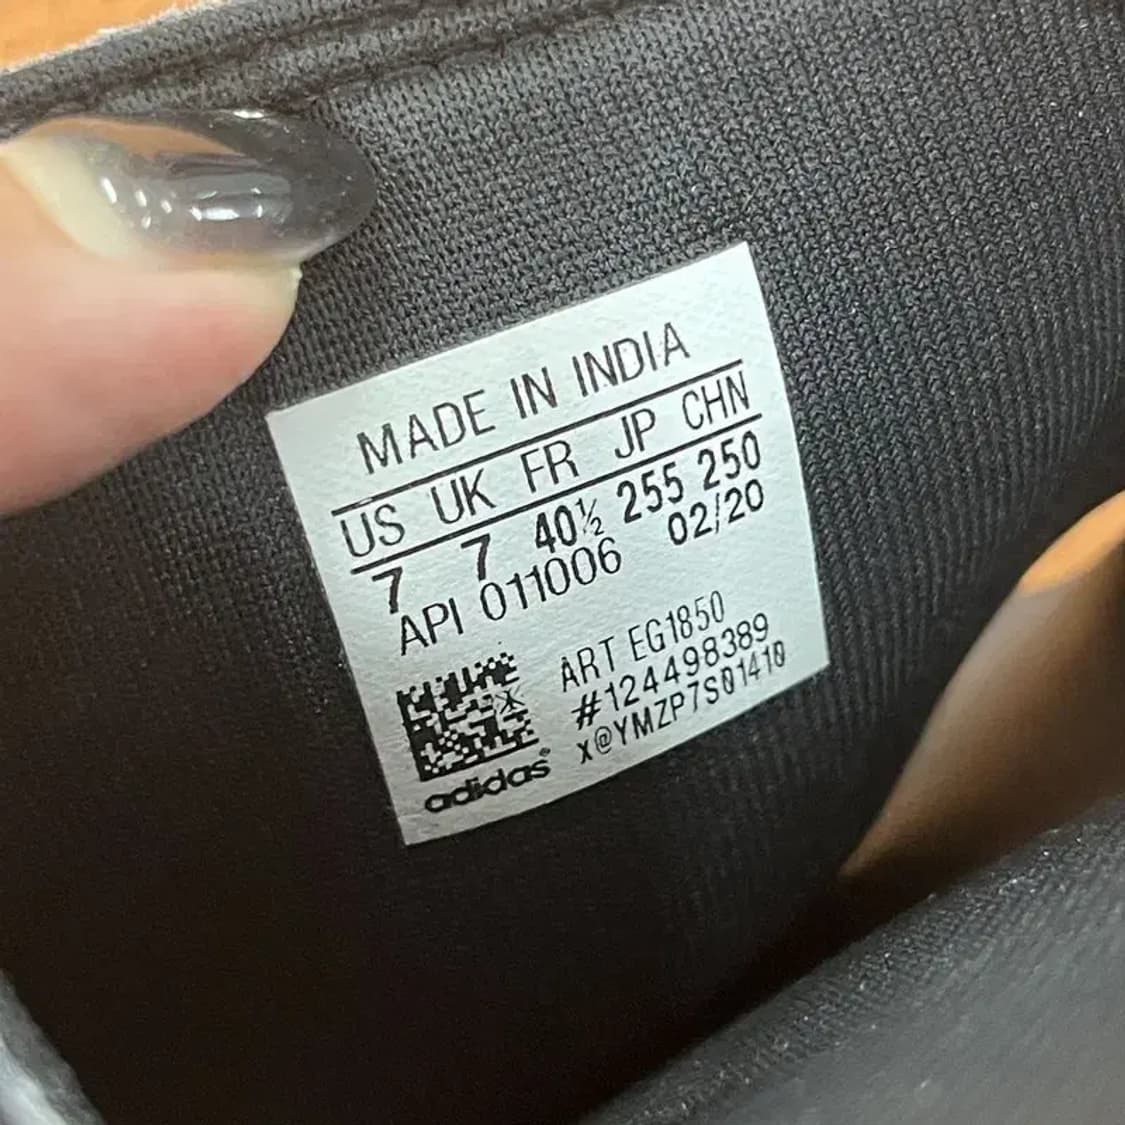 MADE IN INDIA
US UK FR JP CHN
7 7 40½ 255 250
API 011006 02/20
ART EG1850
#124498389
x@YMZP7S01410
adidas®